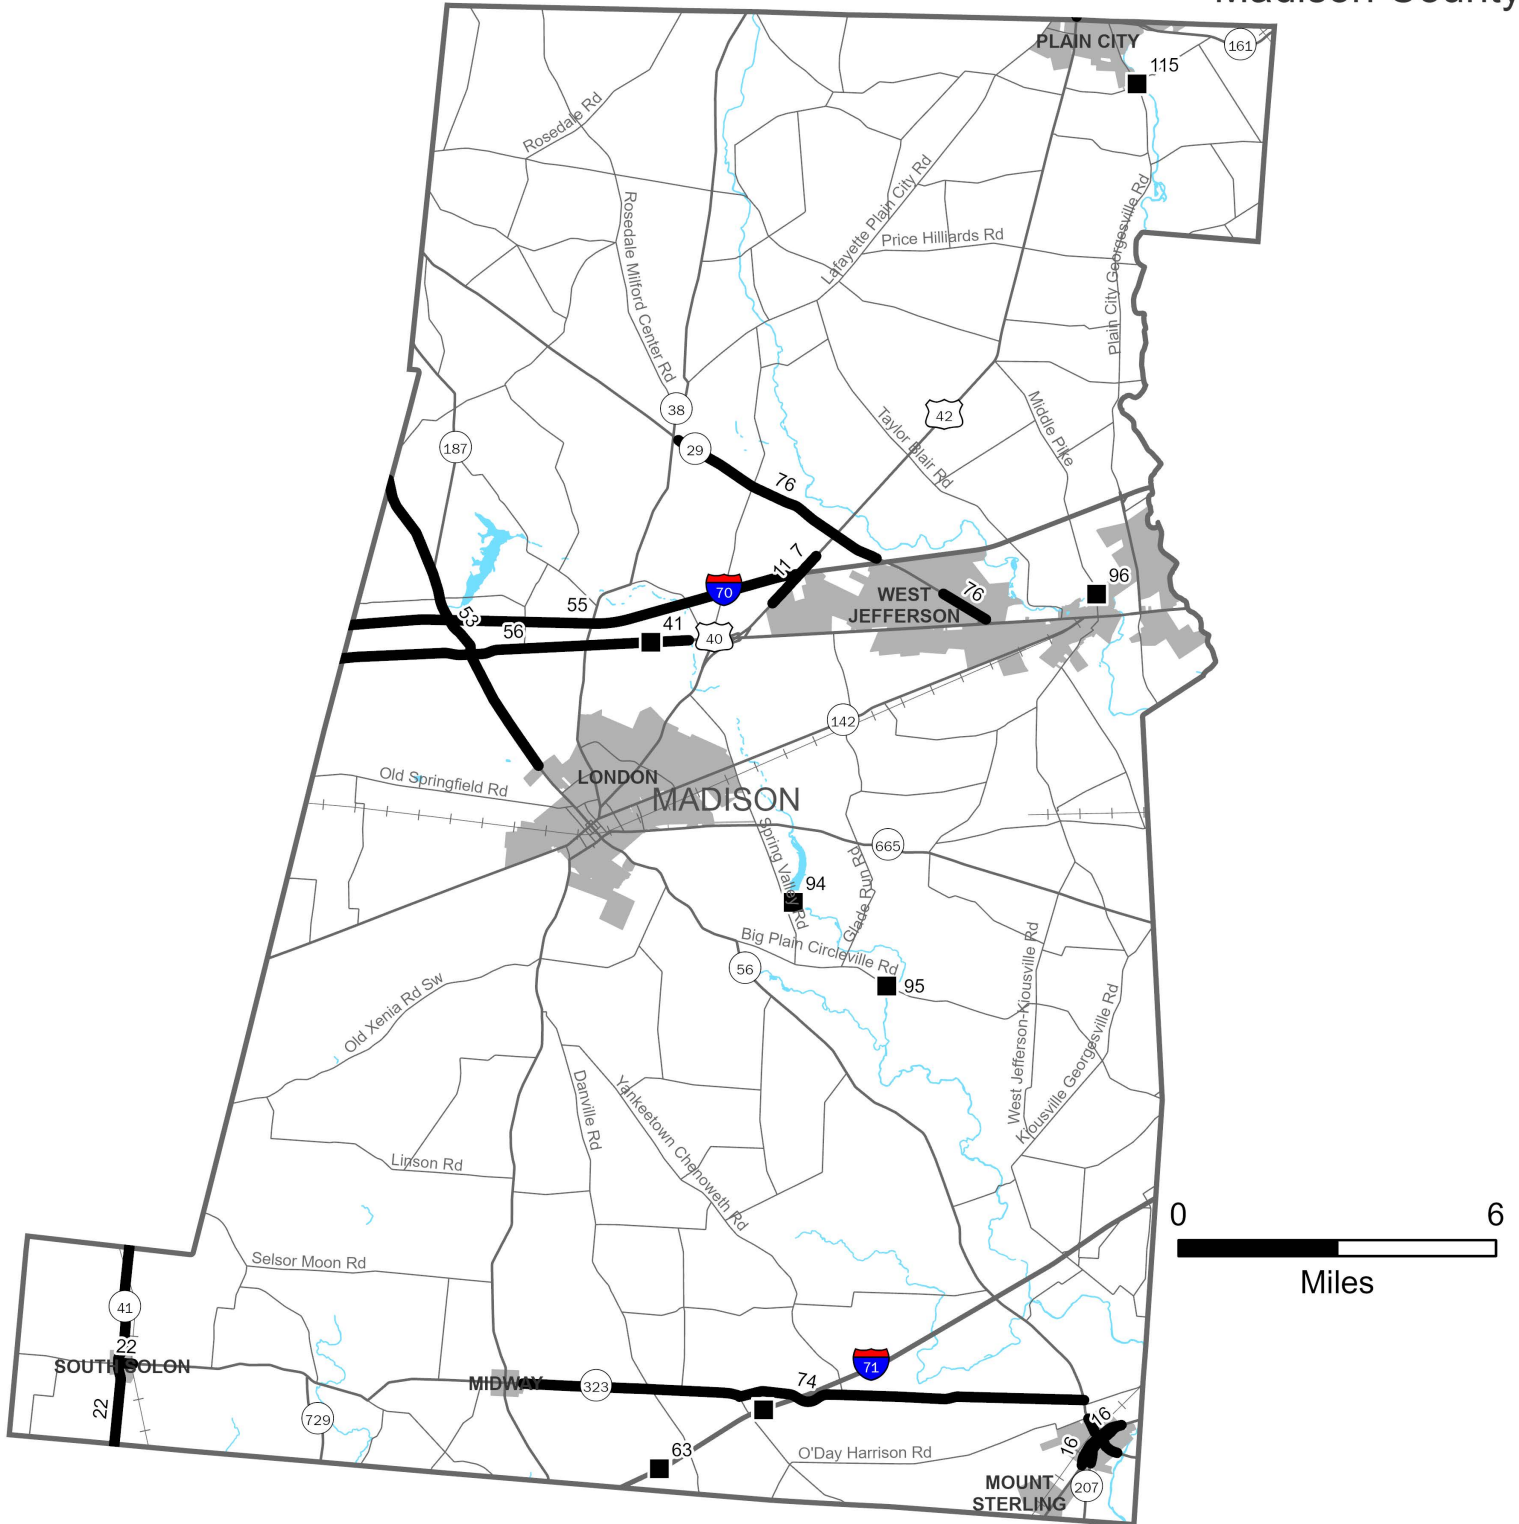 Madison County
PLAIN CITY
161
115
Rosedale Rd
Lafayette Plain City Rd
Plain City Georgesville Rd
Rosedale Milford Center Rd
Price Hilliards Rd
38
42
187
29
Taylor Blair Rd
Middle Pike
76
11
7
70
55
53
56
41
40
WEST
JEFFERSON
76
96
142
Old Springfield Rd
LONDON
MADISON
Spring Valley Rd
Glade Run Rd
665
94
Big Plain Circleville Rd
56
95
West Jefferson-Kiousville Rd
Kiousville Georgesville Rd
Old Xenia Rd Sw
Danville Rd
Yankeetown Chenoweth Rd
Linson Rd
0
6
Miles
Selsor Moon Rd
41
22
SOUTH SOLON
22
729
MIDWAY
323
74
71
63
O'Day Harrison Rd
16
16
MOUNT
STERLING
207